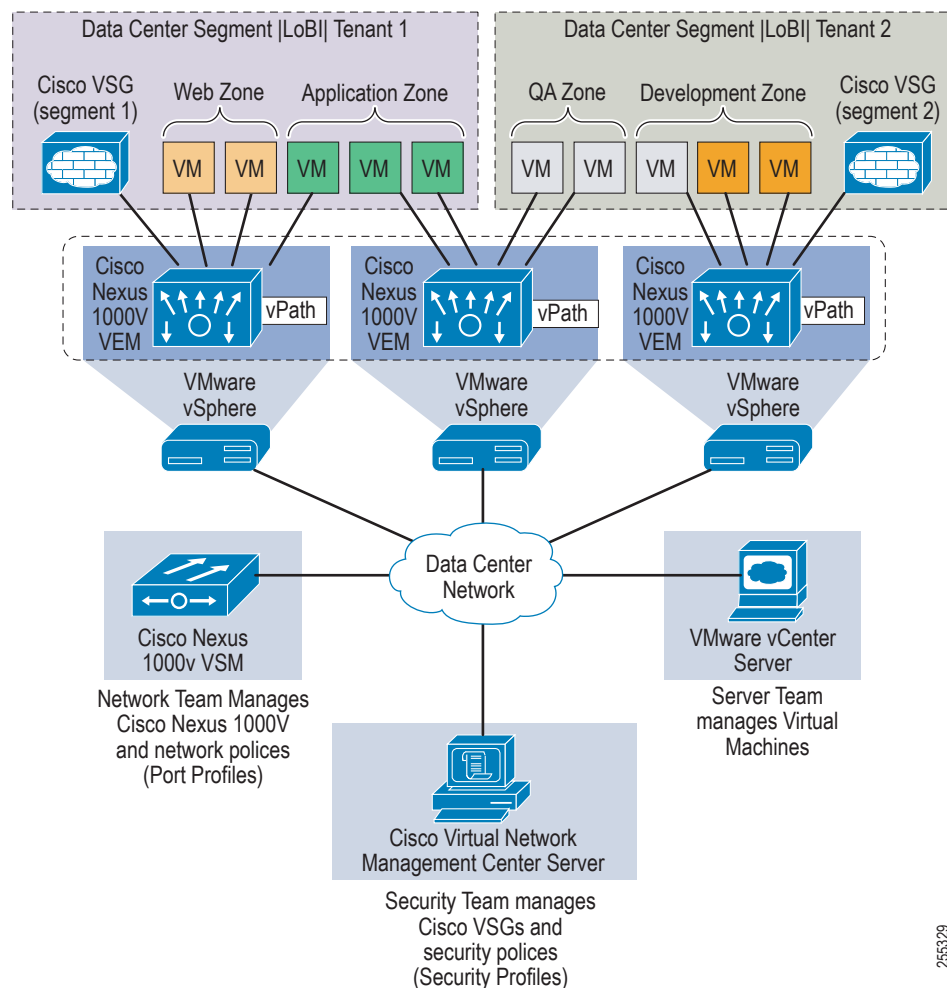 Data Center Segment |LoBI| Tenant 1
Data Center Segment |LoBI| Tenant 2
Cisco VSG
(segment 1)
Web Zone
Application Zone
QA Zone
Development Zone
Cisco VSG
(segment 2)
VM
VM
VM
VM
VM
VM
VM
VM
VM
VM
Cisco
Nexus
1000V
VEM
vPath
Cisco
Nexus
1000V
VEM
vPath
Cisco
Nexus
1000V
VEM
vPath
VMware
vSphere
VMware
vSphere
VMware
vSphere
Data Center
Network
Cisco Nexus
1000v VSM
Network Team Manages
Cisco Nexus 1000V
and network polices
(Port Profiles)
VMware vCenter
Server
Server Team
manages Virtual
Machines
Cisco Virtual Network
Management Center Server
Security Team manages
Cisco VSGs and
security polices
(Security Profiles)
255329